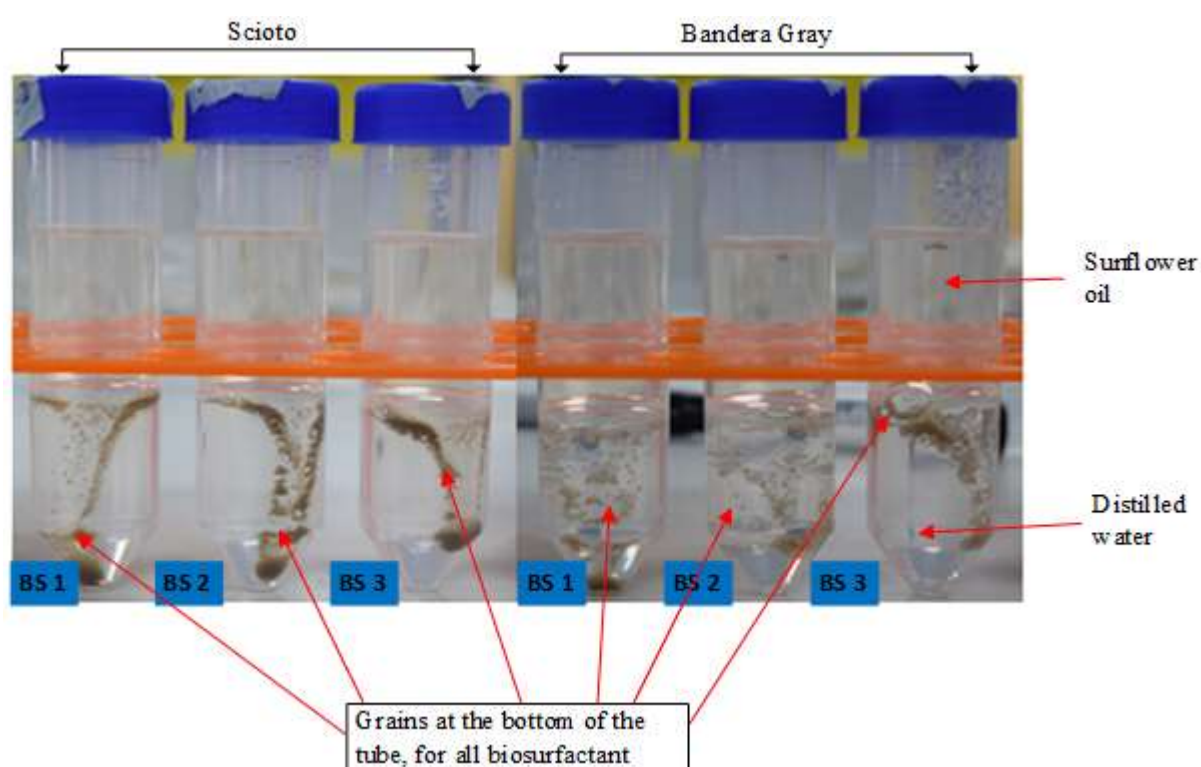 Scioto
Bandera Gray
Sunflower
oil
Distilled
water
BS 1
BS 2
BS 3
BS 1
BS 2
BS 3
Grains at the bottom of the
tube, for all biosurfactant